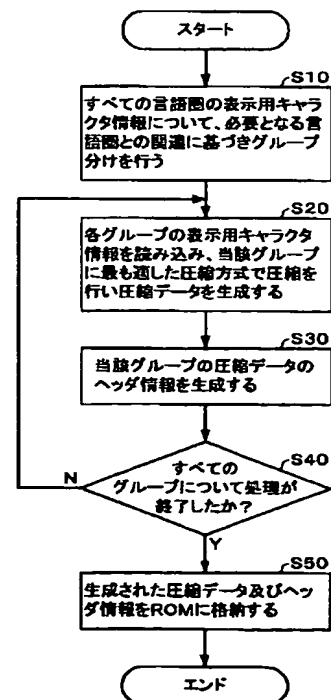 スタート
S10
すべての言語圏の表示用キャラ
クタ情報について、必要となる言
語圏との関連に基づきグループ
分けを行う
S20
各グループの表示用キャラクタ
情報を読み込み、当該グループ
に最も適した圧縮方式で圧縮を
行い圧縮データを生成する
S30
当該グループの圧縮データの
ヘッダ情報を生成する
S40
すべての
グループについて処理が
終了したか？
N
Y
S50
生成された圧縮データ及びヘッ
ダ情報をROMに格納する
エンド